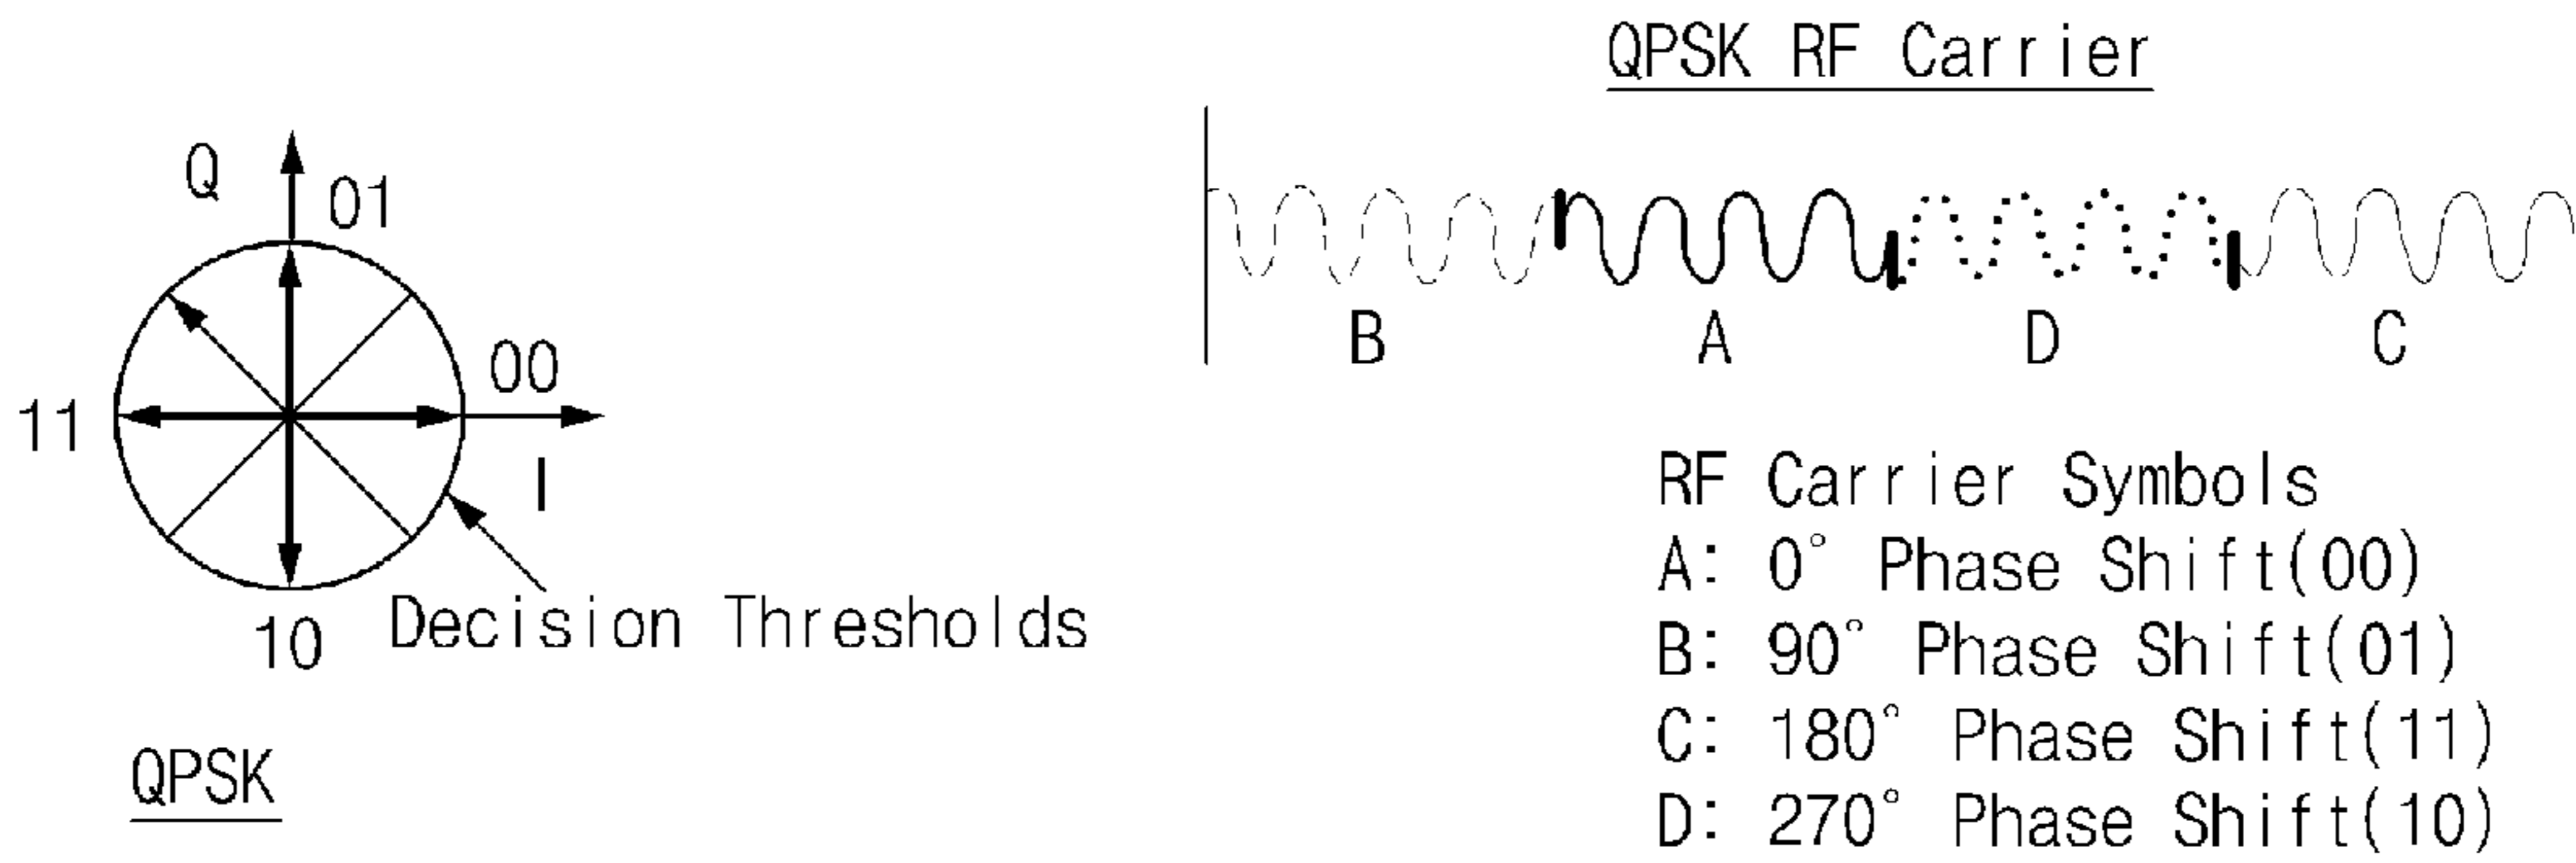 QPSK RF Carrier
Q
01
00
11
I
10
Decision Thresholds
QPSK
B A D C
RF Carrier Symbols
A: 0° Phase Shift(00)
B: 90° Phase Shift(01)
C: 180° Phase Shift(11)
D: 270° Phase Shift(10)